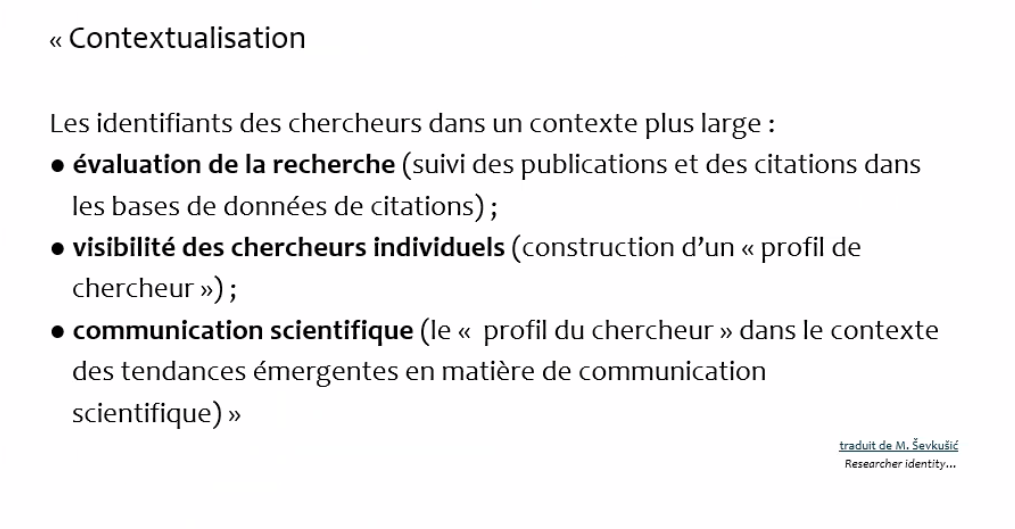 « Contextualisation
Les identifiants des chercheurs dans un contexte plus large :
● évaluation de la recherche (suivi des publications et des citations dans
les bases de données de citations) ;
● visibilité des chercheurs individuels (construction d’un « profil de
chercheur ») ;
● communication scientifique (le « profil du chercheur » dans le contexte
des tendances émergentes en matière de communication
scientifique) »
traduit de M. Ševkušić
Researcher identity...